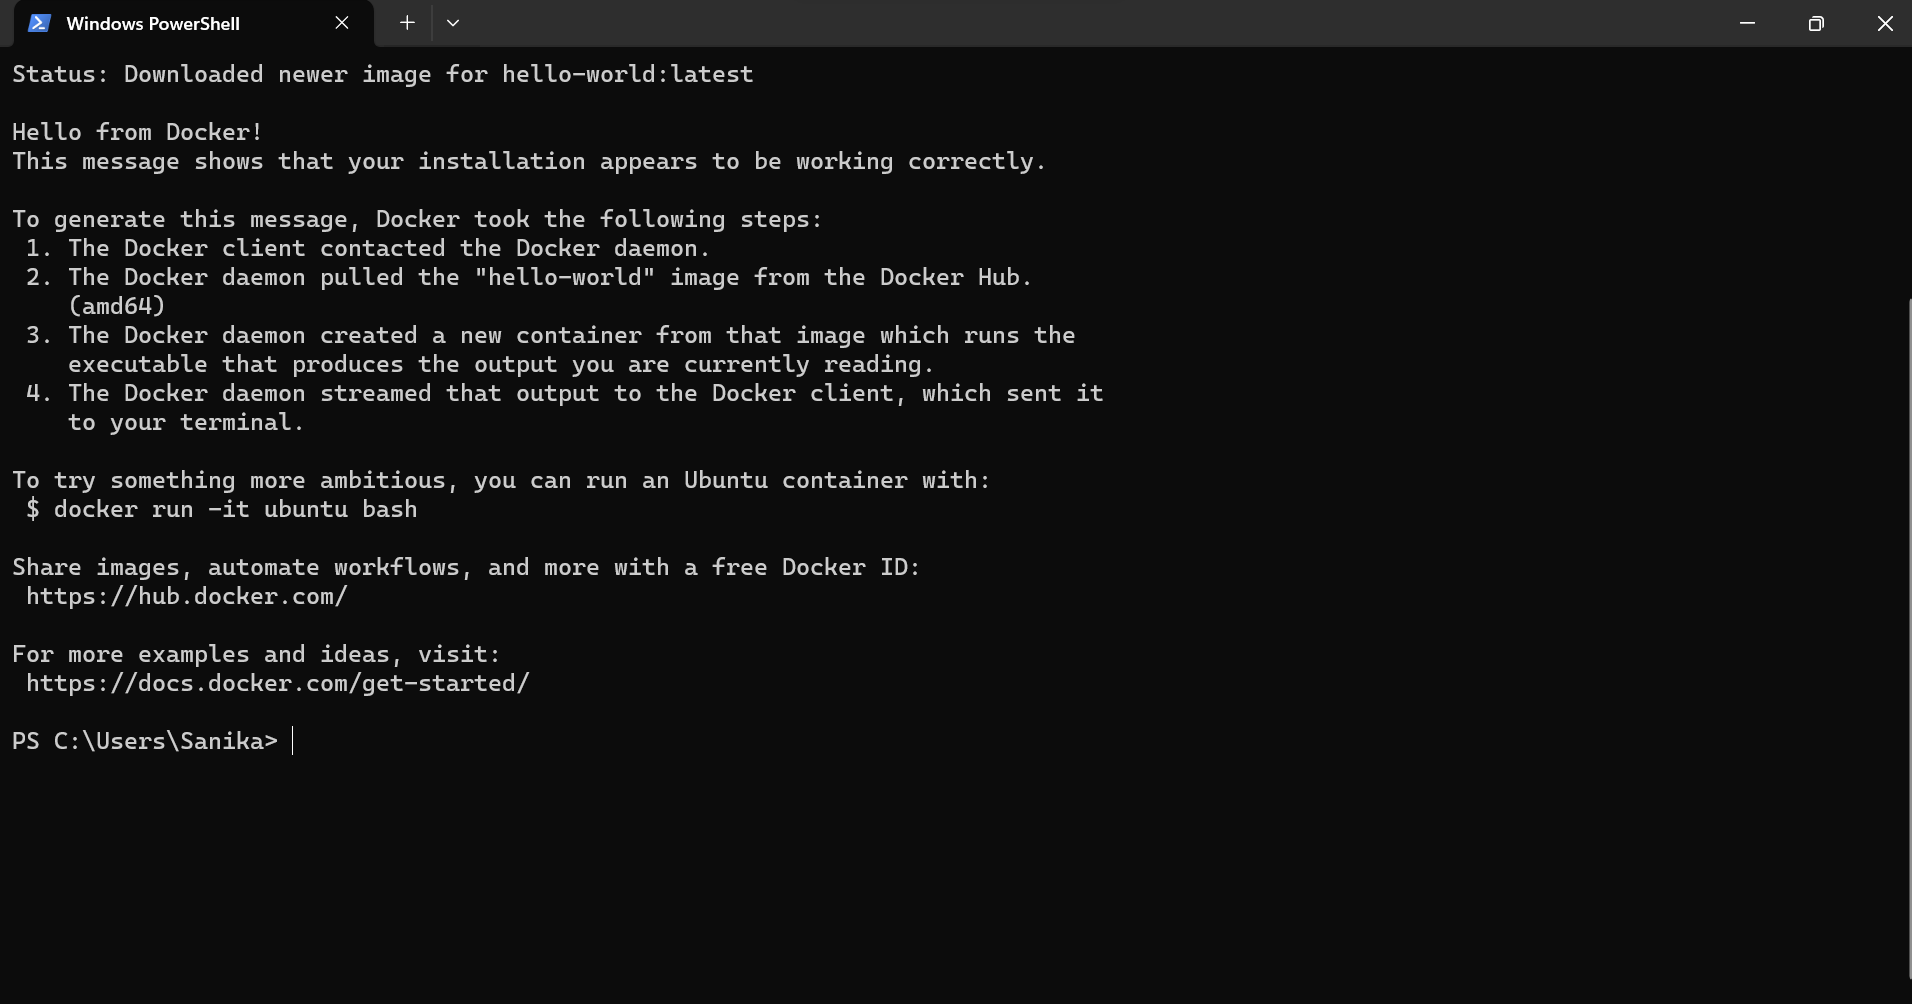 Windows PowerShell
Status: Downloaded newer image for hello-world:latest
Hello from Docker!
This message shows that your installation appears to be working correctly.
To generate this message, Docker took the following steps:
1. The Docker client contacted the Docker daemon.
2. The Docker daemon pulled the "hello-world" image from the Docker Hub.
(amd64)
3. The Docker daemon created a new container from that image which runs the
executable that produces the output you are currently reading.
4. The Docker daemon streamed that output to the Docker client, which sent it
to your terminal.
To try something more ambitious, you can run an Ubuntu container with:
$ docker run -it ubuntu bash
Share images, automate workflows, and more with a free Docker ID:
https://hub.docker.com/
For more examples and ideas, visit:
https://docs.docker.com/get-started/
PS C:\Users\Sanika>